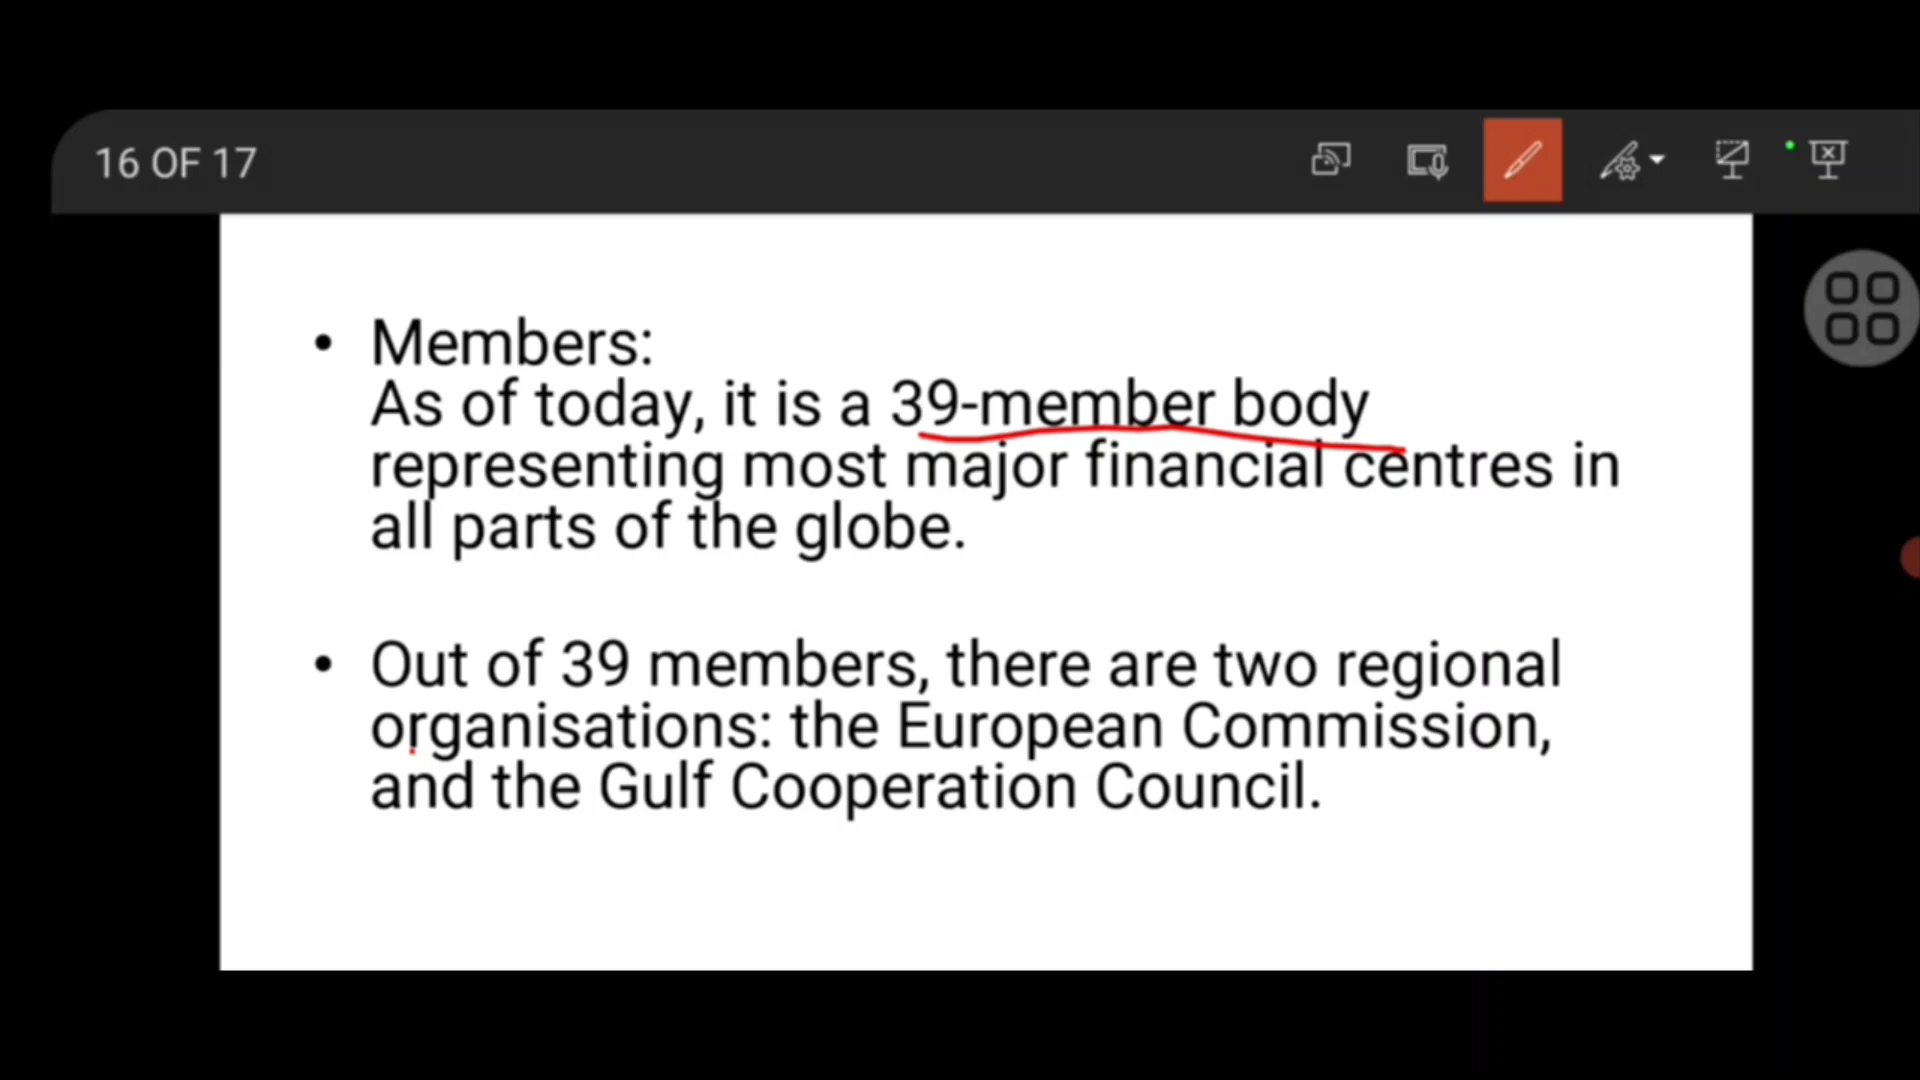 16 OF 17
• Members:
As of today, it is a 39-member body
representing most major financial centres in
all parts of the globe.
• Out of 39 members, there are two regional
organisations: the European Commission,
and the Gulf Cooperation Council.